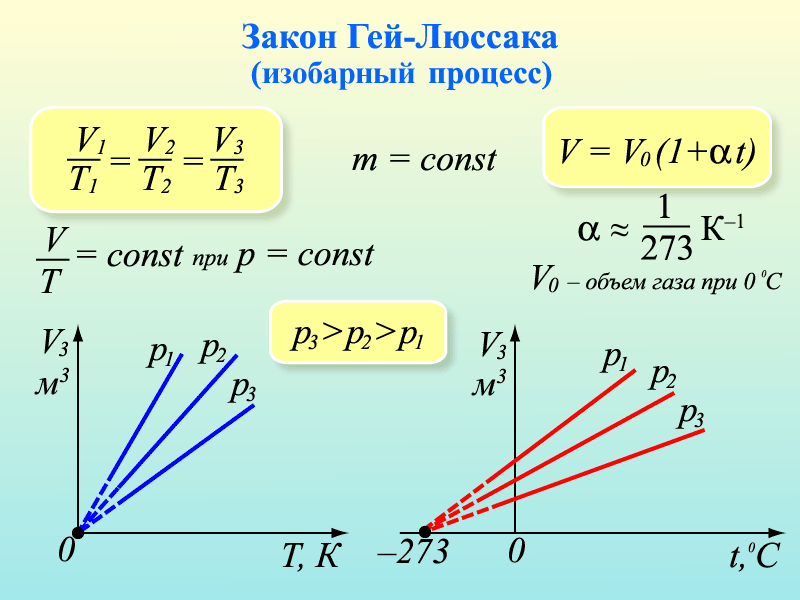 Закон Гей-Люссака
(изобарный процесс)
V1/T1 = V2/T2 = V3/T3
m = const
V = V0 (1+αt)
V/T = const при p = const
α ≈ 1/273 К⁻¹
V0 – объем газа при 0 ⁰C
p3>p2>p1
V3
м³
p1
p2
p3
0
T, К
V3
м³
p1
p2
p3
–273
0
t,⁰C